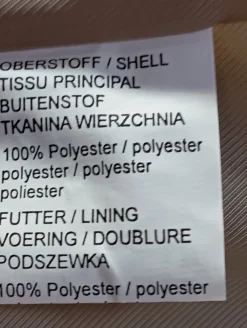 OBERSTOFF / SHELL
TISSU PRINCIPAL
BUITENSTOF
TKANINA WIERZCHNIA
100% Polyester / polyester
polyester / polyester
poliester
FUTTER / LINING
VOERING / DOUBLURE
PODSZEWKA
100% Polyester / polyester